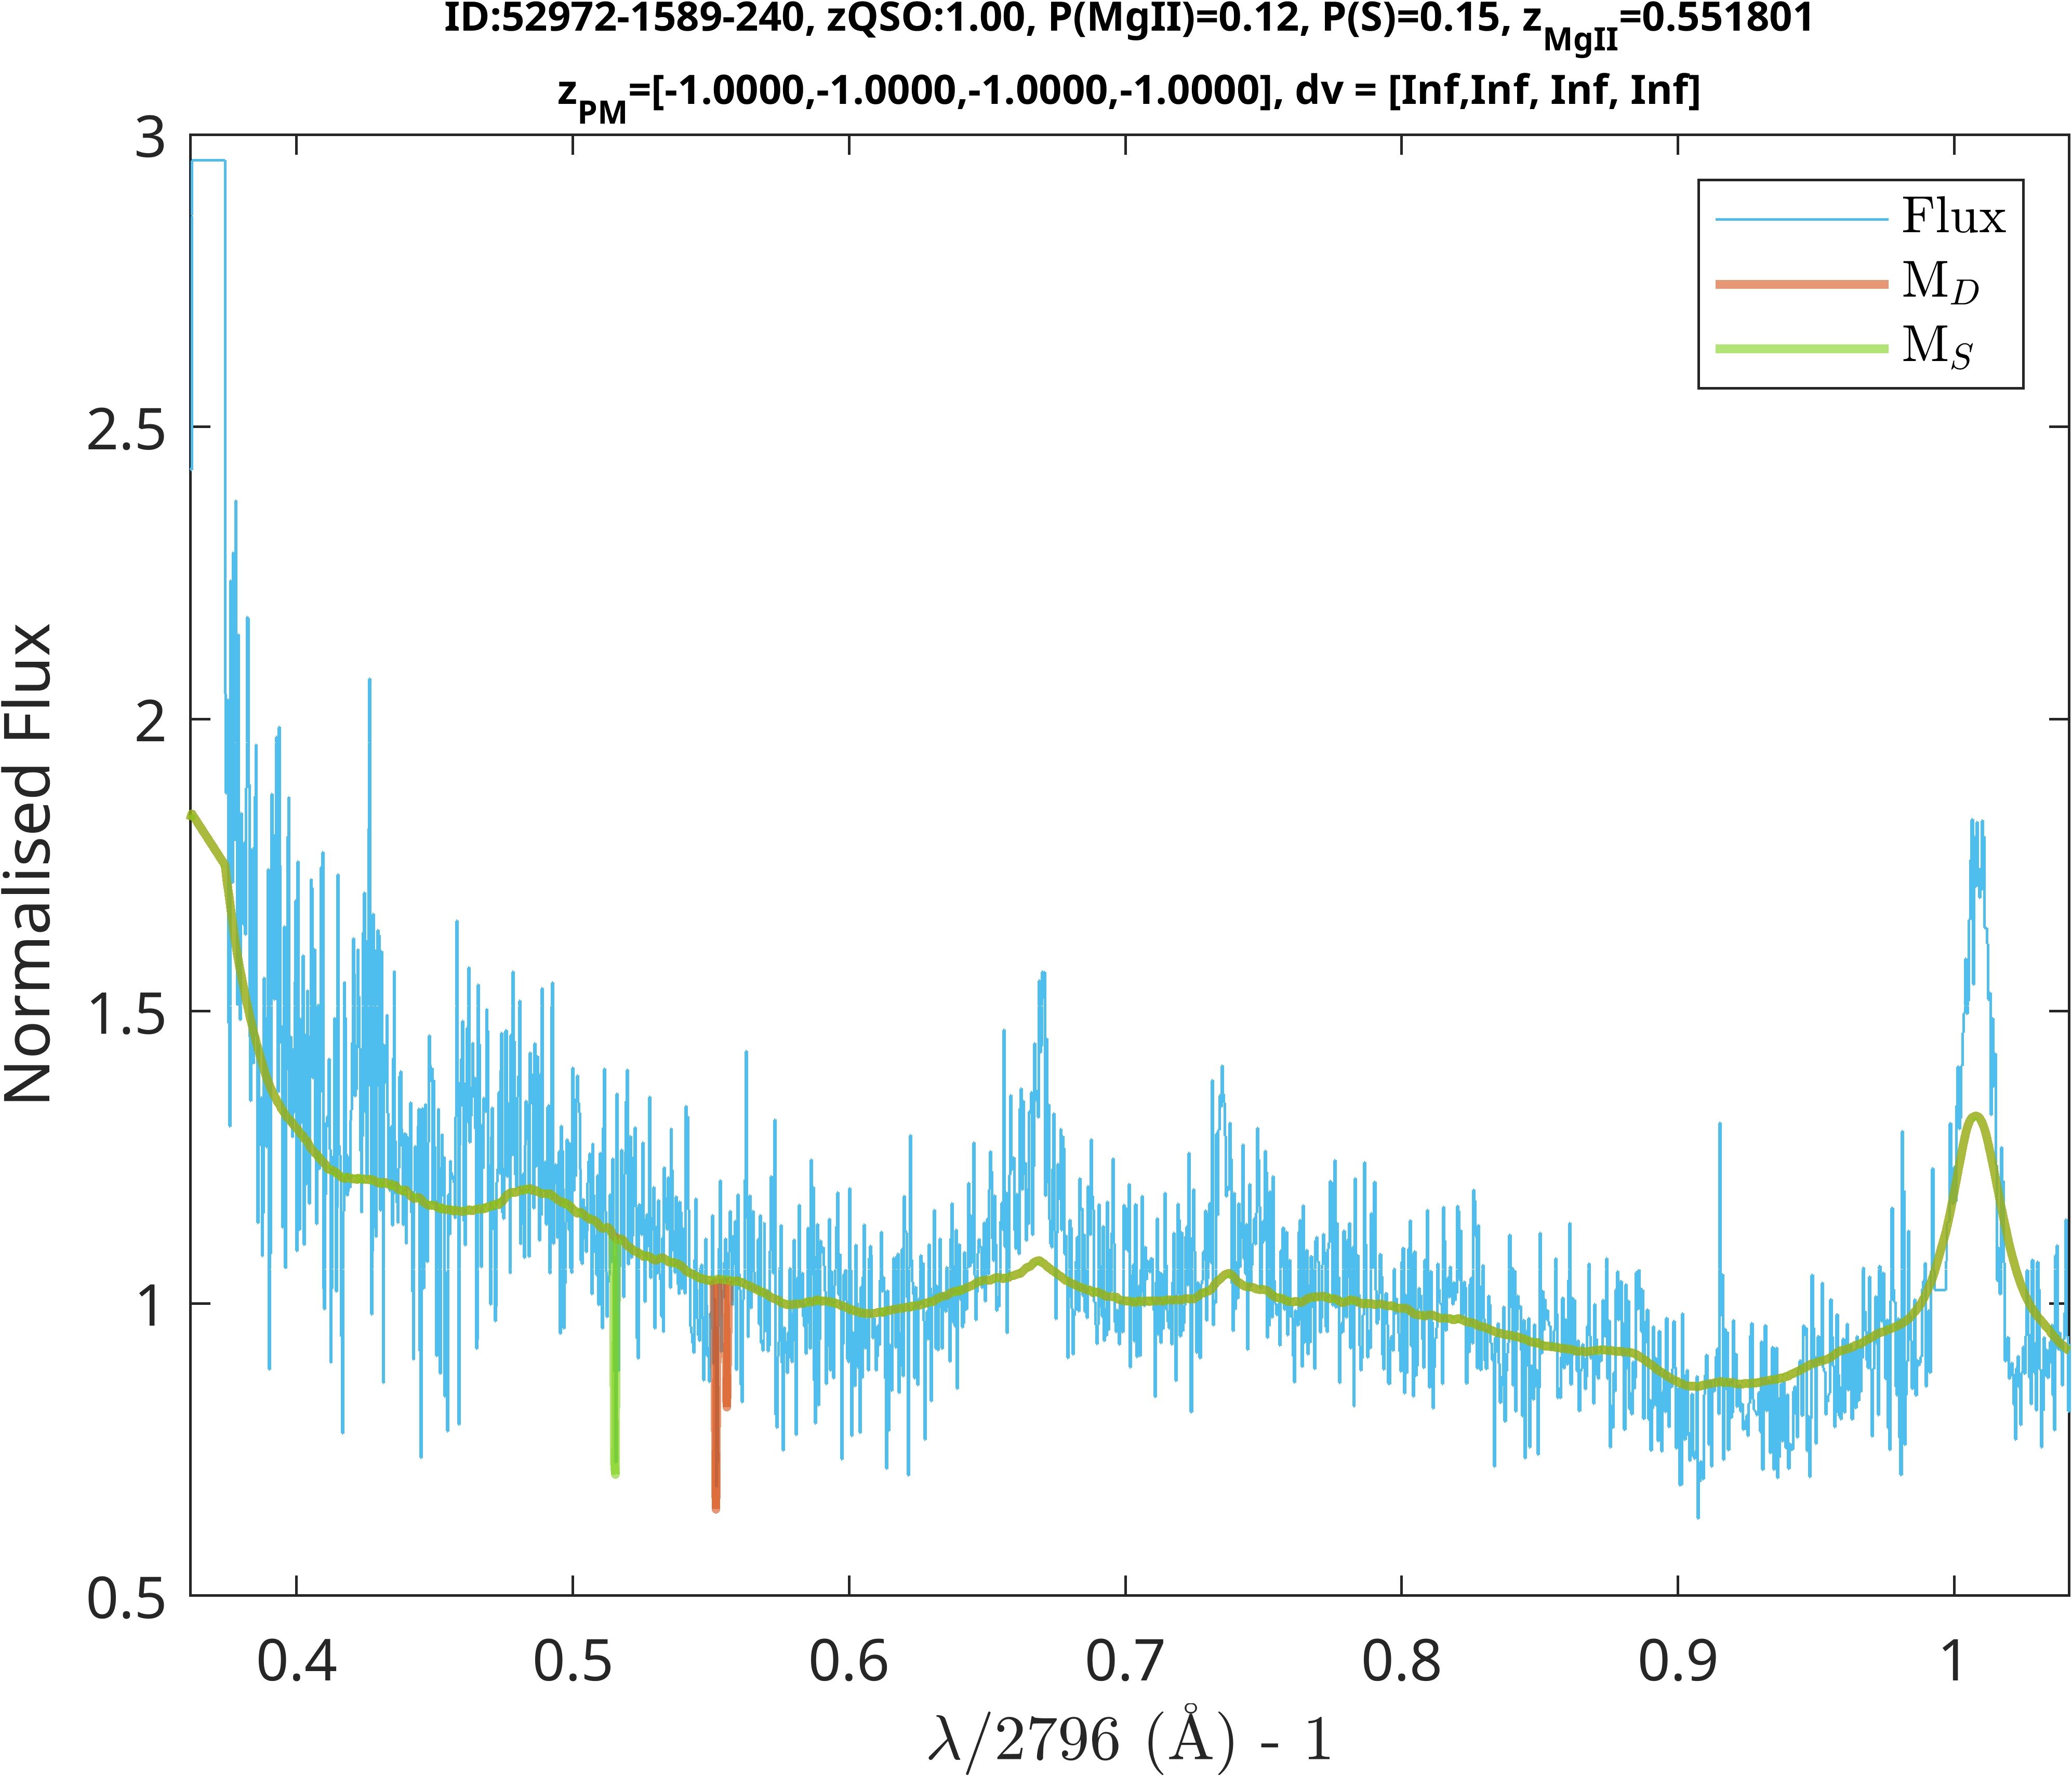 ID:52972-1589-240, zQSO:1.00, P(MgII)=0.12, P(S)=0.15, zMgII=0.551801
zPM=[-1.0000,-1.0000,-1.0000,-1.0000], dv = [Inf,Inf, Inf, Inf]
3
2.5
2
1.5
1
0.5
Normalised Flux
Flux
MD
MS
0.4 0.5 0.6 0.7 0.8 0.9 1
λ/2796 (Å) - 1